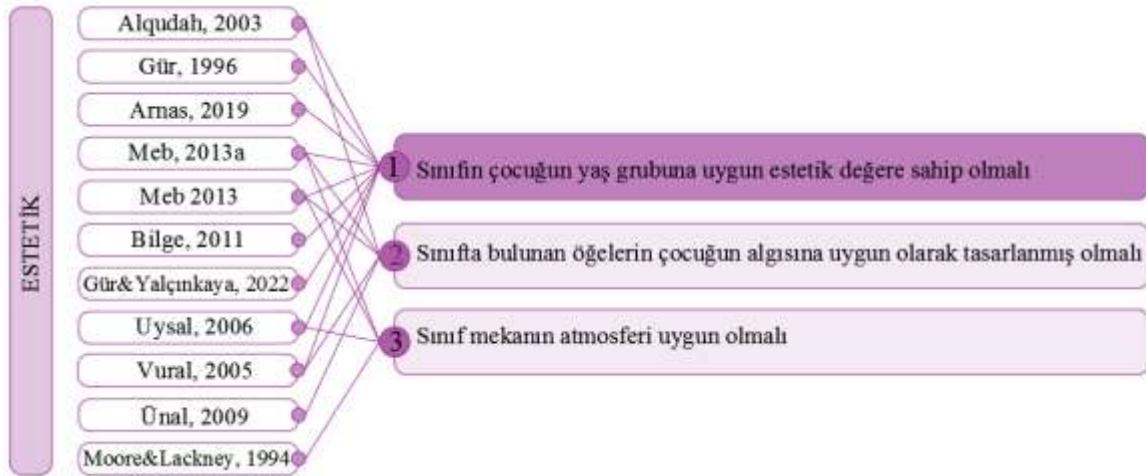 ESTETİK
Alqudah, 2003
Gür, 1996
Arnas, 2019
Meb, 2013a
Meb 2013
Bilge, 2011
Gür&Yalçınkaya, 2022
Uysal, 2006
Vural, 2005
Ünal, 2009
Moore&Lackney, 1994
1 Sınıfin çocuğun yaş grubuna uygun estetik değere sahip olmalı
2 Sınıfta bulunan öğelerin çocuğun algısına uygun olarak tasarlanmış olmalı
3 Sınıf mekanın atmosferi uygun olmalı